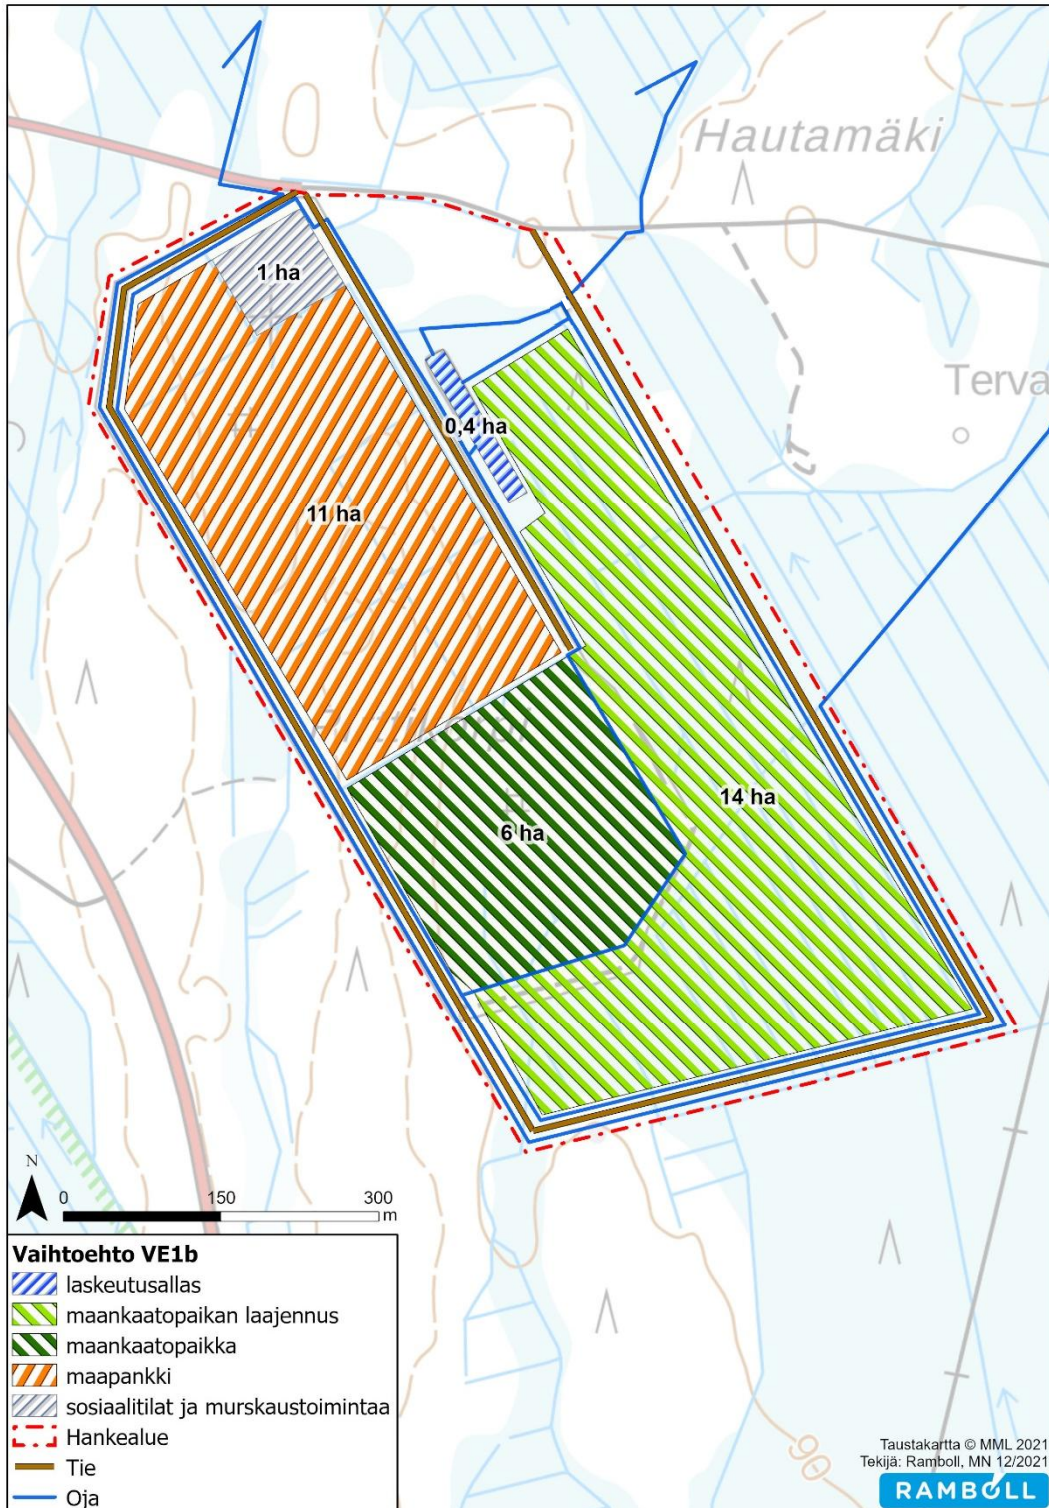 Hautamäki
Terva
1 ha
0,4 ha
11 ha
14 ha
6 ha
90
N
0 150 300
m
Vaihtoehto VE1b
laskeutusallas
maankaatopaikan laajennus
maankaatopaikka
maapankki
sosiaalitilat ja murskaustoimintaa
Hankealue
Tie
Oja
Taustakartta © MML 2021
Tekijä: Ramboll, MN 12/2021
RAMBOLL